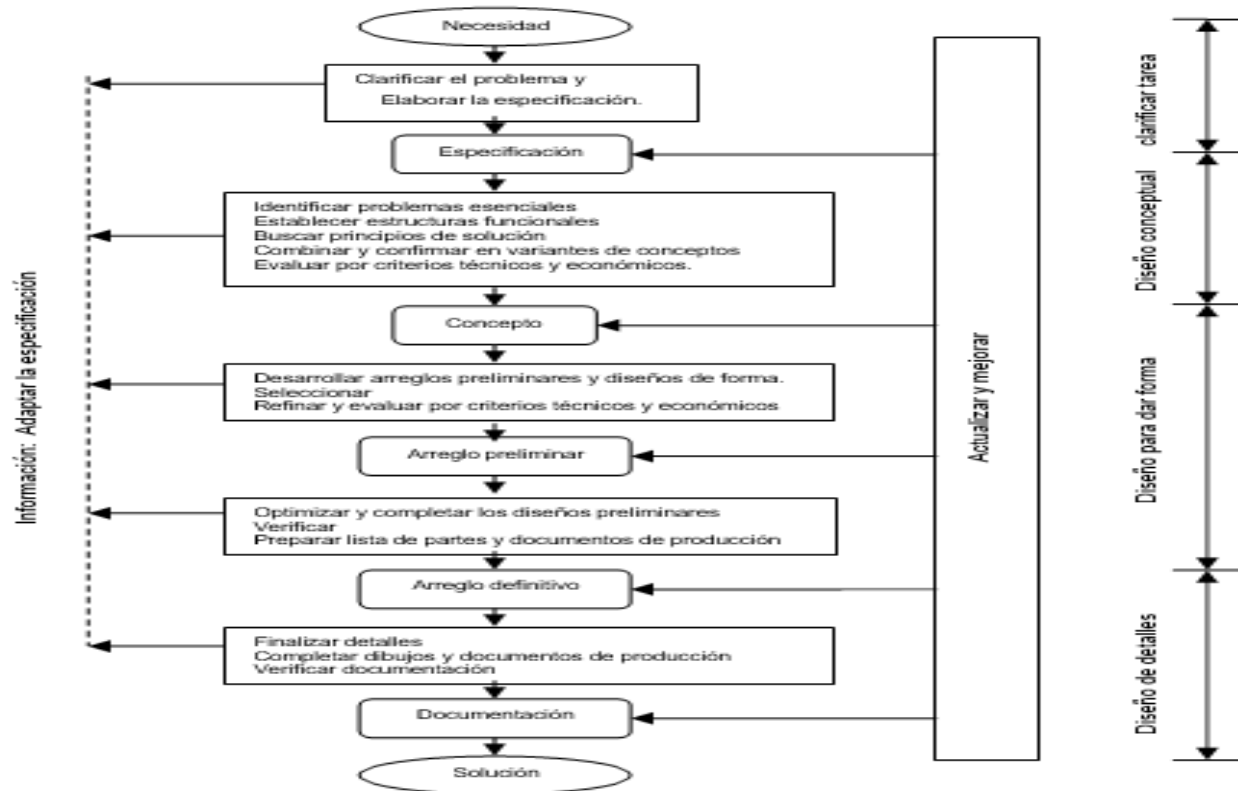 Necesidad
Clarificar el problema y
Elaborar la especificación.
Especificación
Identificar problemas esenciales
Establecer estructuras funcionales
Buscar principios de solución
Combinar y confirmar en variantes de conceptos
Evaluar por criterios técnicos y económicos.
Concepto
Desarrollar arreglos preliminares y diseños de forma.
Seleccionar
Refinar y evaluar por criterios técnicos y económicos
Arreglo preliminar
Optimizar y completar los diseños preliminares
Verificar
Preparar lista de partes y documentos de producción
Arreglo definitivo
Finalizar detalles
Completar dibujos y documentos de producción
Verificar documentación
Documentación
Solución
Información: Adaptar la especificación
Actualizar y mejorar
clarificar tarea
Diseño conceptual
Diseño para dar forma
Diseño de detalles